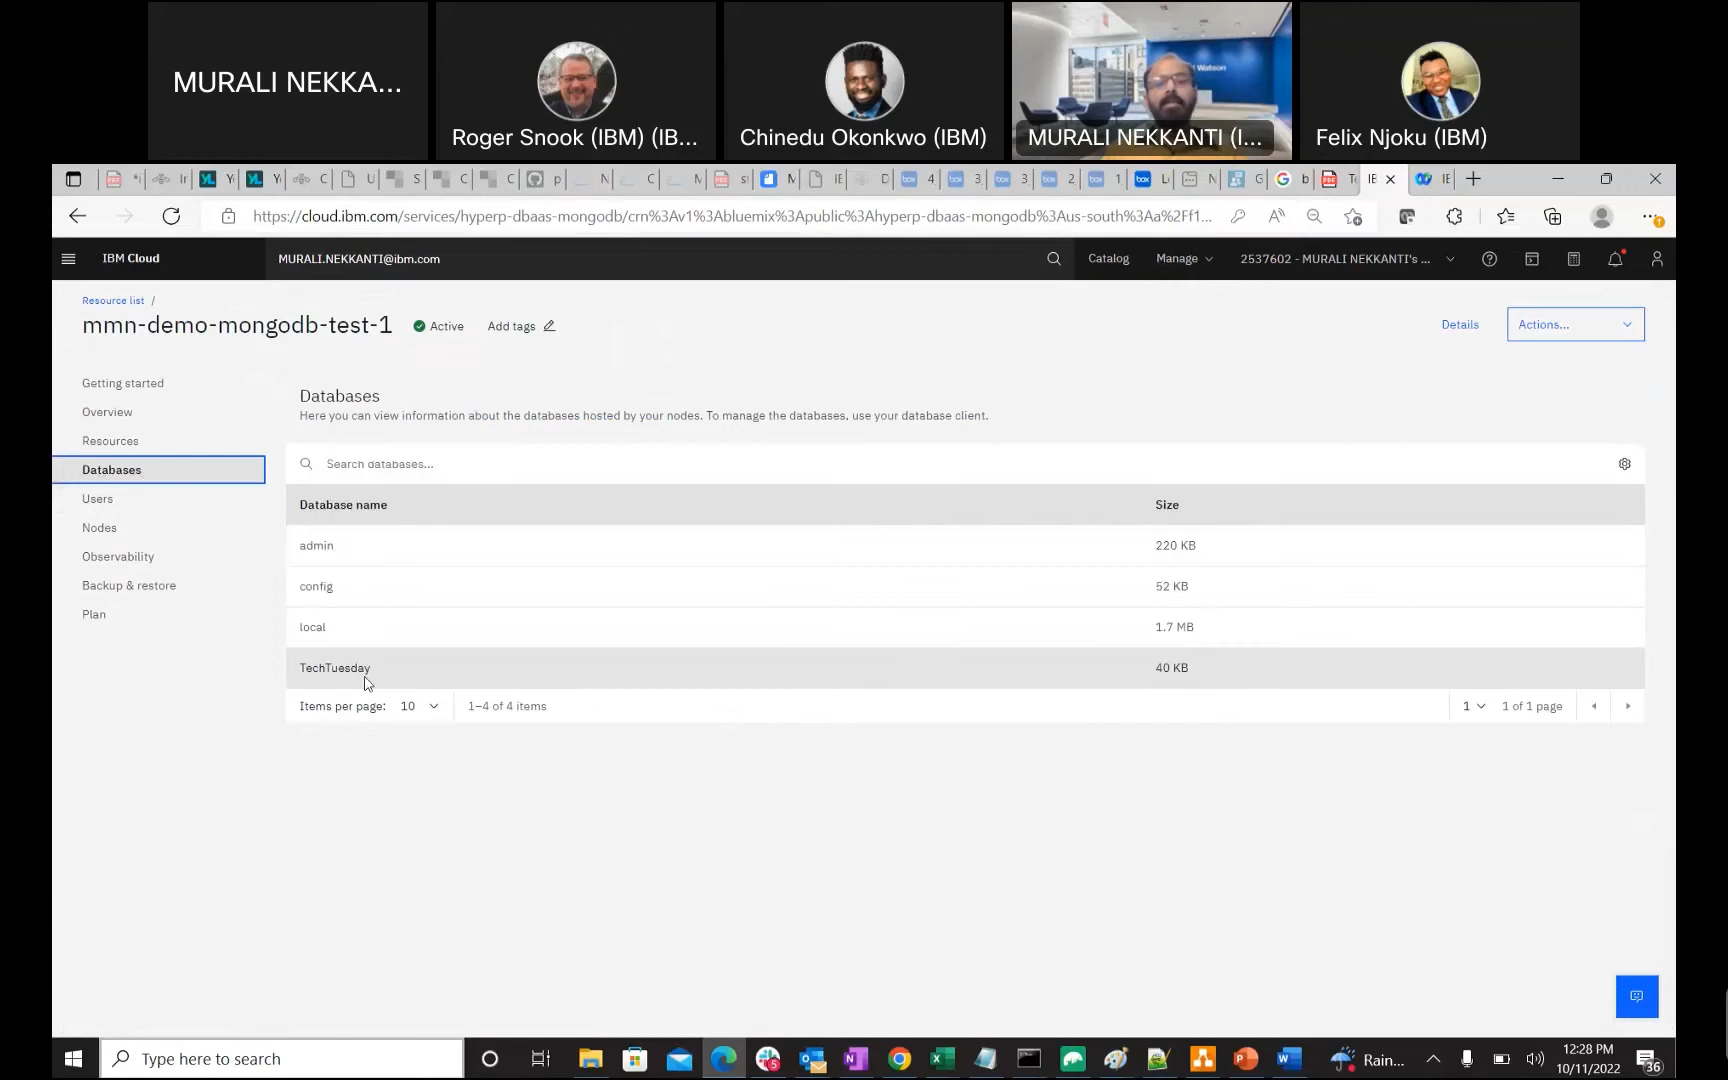 MURALI NEKKA...
Roger Snook (IBM) (IB...
Chinedu Okonkwo (IBM)
Watson
MURALI NEKKANTI (I...
Felix Njoku (IBM)
https://cloud.ibm.com/services/hyperp-dbaas-mongodb/crn%3Av1%3Abluemix%3Apublic%3Ahyperp-dbaas-mongodb%3Aus-south%3Aa%2Ff1...
IBM Cloud
MURALI.NEKKANTI@ibm.com
Catalog
Manage
2537602 - MURALI NEKKANTI's ...
Resource list /
mmn-demo-mongodb-test-1
Active
Add tags
Details
Actions...
Getting started
Overview
Resources
Databases
Users
Nodes
Observability
Backup & restore
Plan
Databases
Here you can view information about the databases hosted by your nodes. To manage the databases, use your database client.
Search databases...
Database name Size
admin 220 KB
config 52 KB
local 1.7 MB
TechTuesday 40 KB
Items per page: 10 1–4 of 4 items 1 1 of 1 page
Type here to search
Rain...
12:28 PM
10/11/2022
36